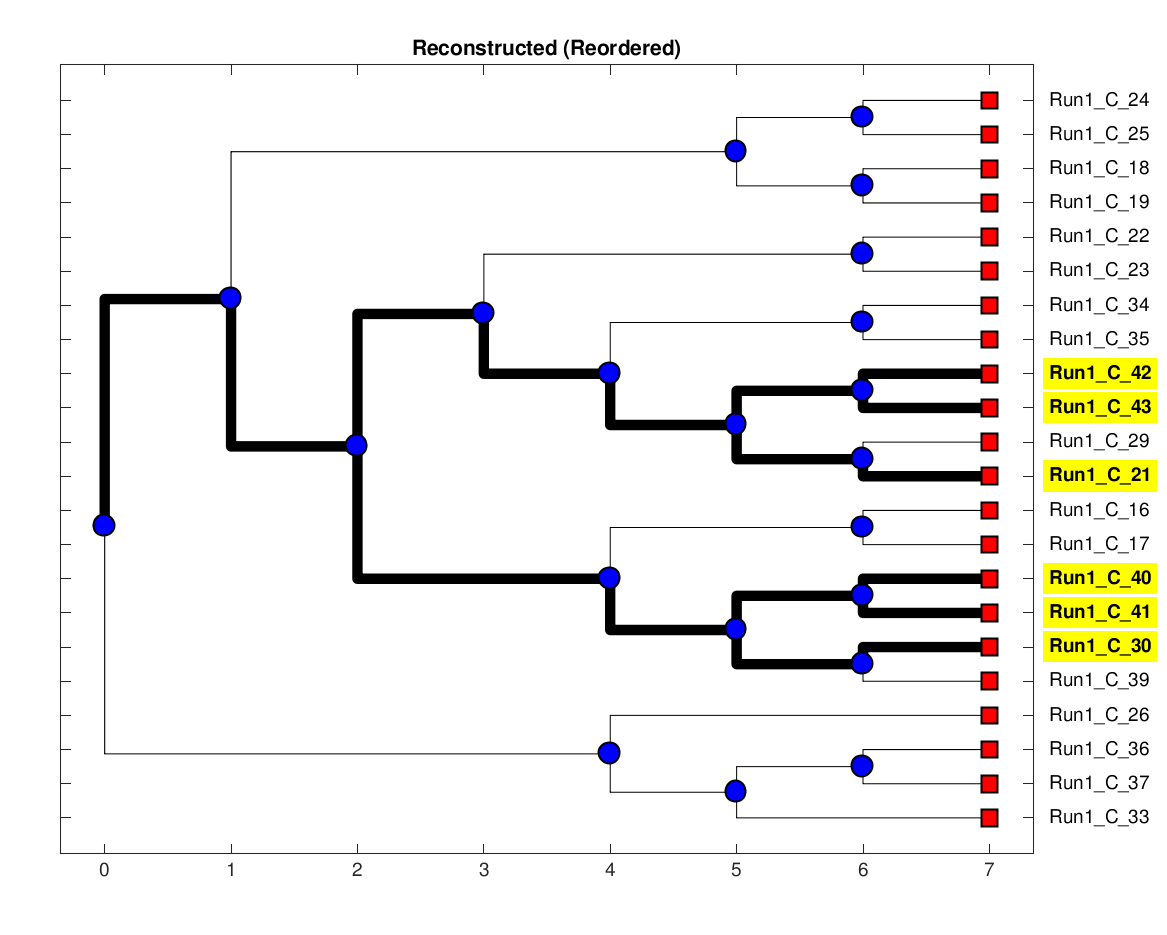 Reconstructed (Reordered)
Run1_C_24
Run1_C_25
Run1_C_18
Run1_C_19
Run1_C_22
Run1_C_23
Run1_C_34
Run1_C_35
Run1_C_42
Run1_C_43
Run1_C_29
Run1_C_21
Run1_C_16
Run1_C_17
Run1_C_40
Run1_C_41
Run1_C_30
Run1_C_39
Run1_C_26
Run1_C_36
Run1_C_37
Run1_C_33
0 1 2 3 4 5 6 7